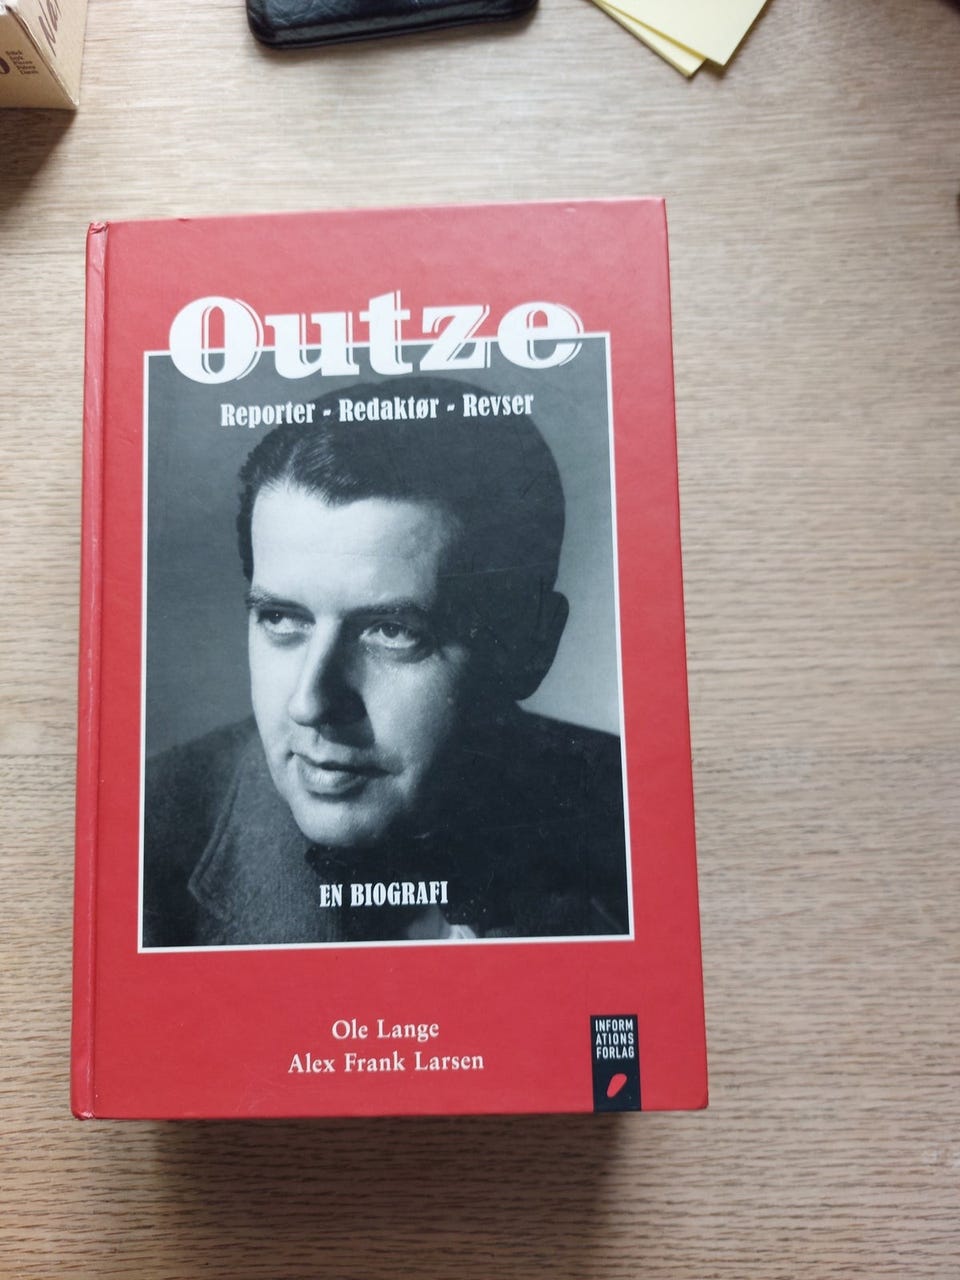 Outze
Reporter - Redaktør - Revser
EN BIOGRAFI
Ole Lange
Alex Frank Larsen
INFORM
ATIONS
FORLAG